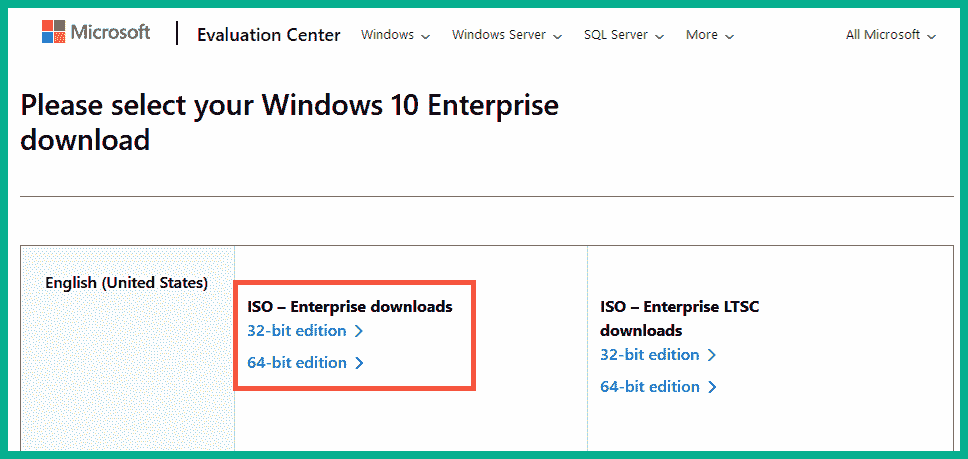 Microsoft Evaluation Center Windows Windows Server SQL Server More All Microsoft
Please select your Windows 10 Enterprise
download
English (United States)
ISO – Enterprise downloads
32-bit edition
64-bit edition
ISO – Enterprise LTSC
downloads
32-bit edition
64-bit edition